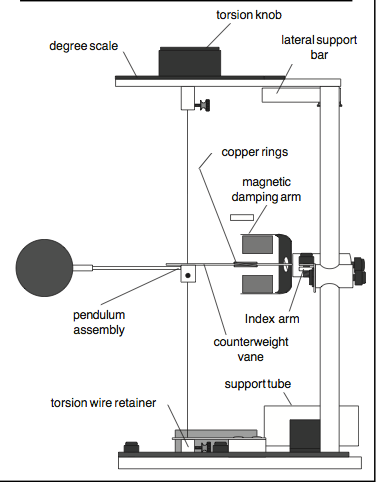 torsion knob
degree scale
lateral support
bar
copper rings
magnetic
damping arm
pendulum
assembly
Index arm
counterweight
vane
support tube
torsion wire retainer